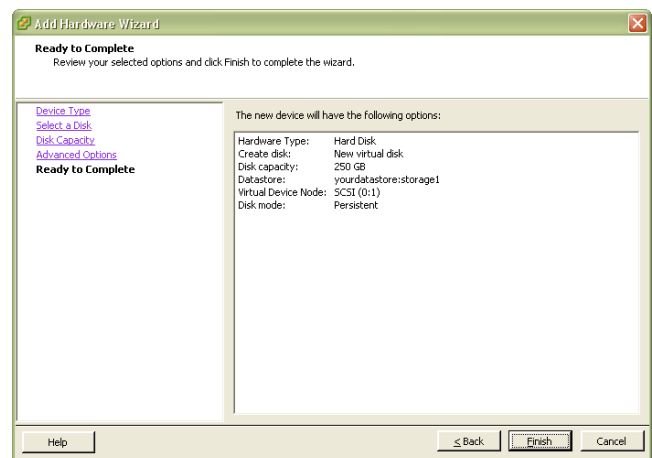 Add Hardware Wizard
Ready to Complete
Review your selected options and click Finish to complete the wizard.
Device Type
Select a Disk
Disk Capacity
Advanced Options
Ready to Complete
The new device will have the following options:
Hardware Type: Hard Disk
Create disk: New virtual disk
Disk capacity: 250 GB
Datastore: yourdatastore:storage1
Virtual Device Node: SCSI (0:1)
Disk mode: Persistent
Help
< Back
Finish
Cancel